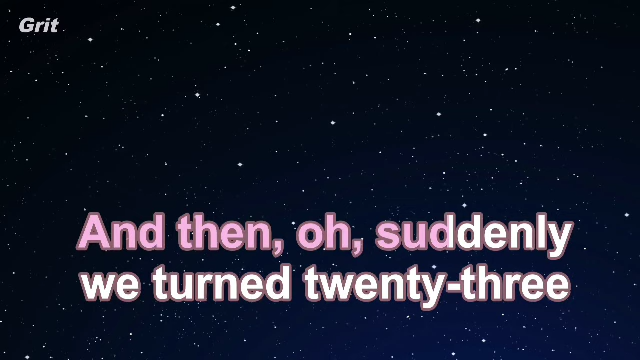 Grit
And then, oh, suddenly
we turned twenty-three